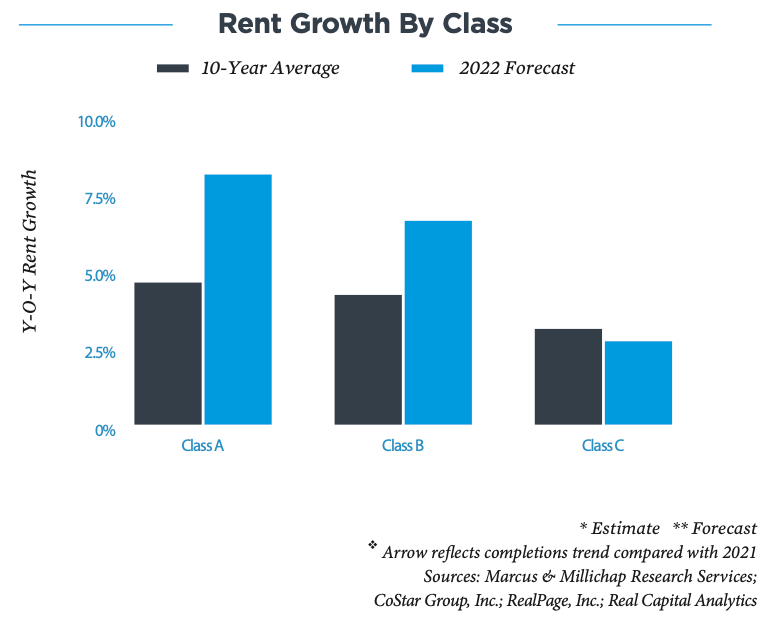 Rent Growth By Class
10-Year Average 2022 Forecast
Y-O-Y Rent Growth
10.0%
7.5%
5.0%
2.5%
0%
Class A Class B Class C
* Estimate ** Forecast
❖ Arrow reflects completions trend compared with 2021
Sources: Marcus & Millichap Research Services;
CoStar Group, Inc.; RealPage, Inc.; Real Capital Analytics